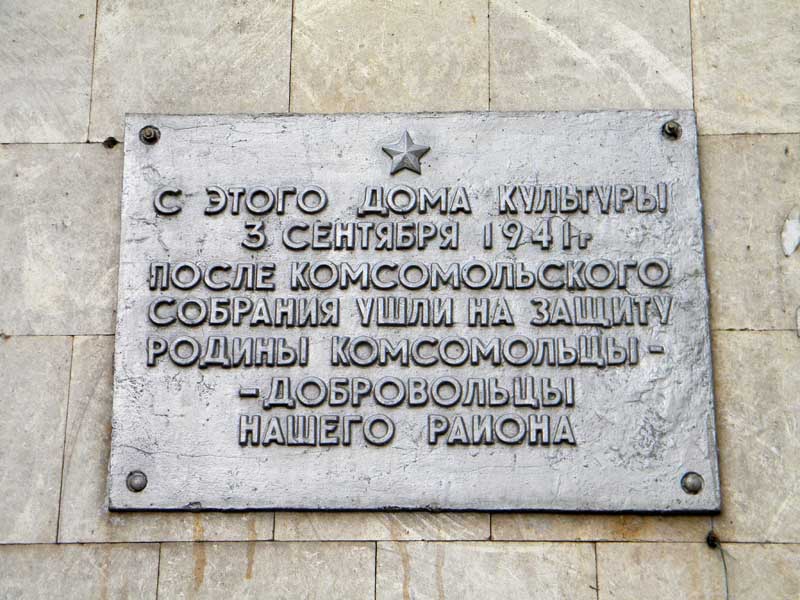 С ЭТОГО ДОМА КУЛЬТУРЫ
3 СЕНТЯБРЯ 1941г
ПОСЛЕ КОМСОМОЛЬСКОГО
СОБРАНИЯ УШЛИ НА ЗАЩИТУ
РОДИНЫ КОМСОМОЛЬЦЫ-
-ДОБРОВОЛЬЦЫ
НАШЕГО РАЙОНА